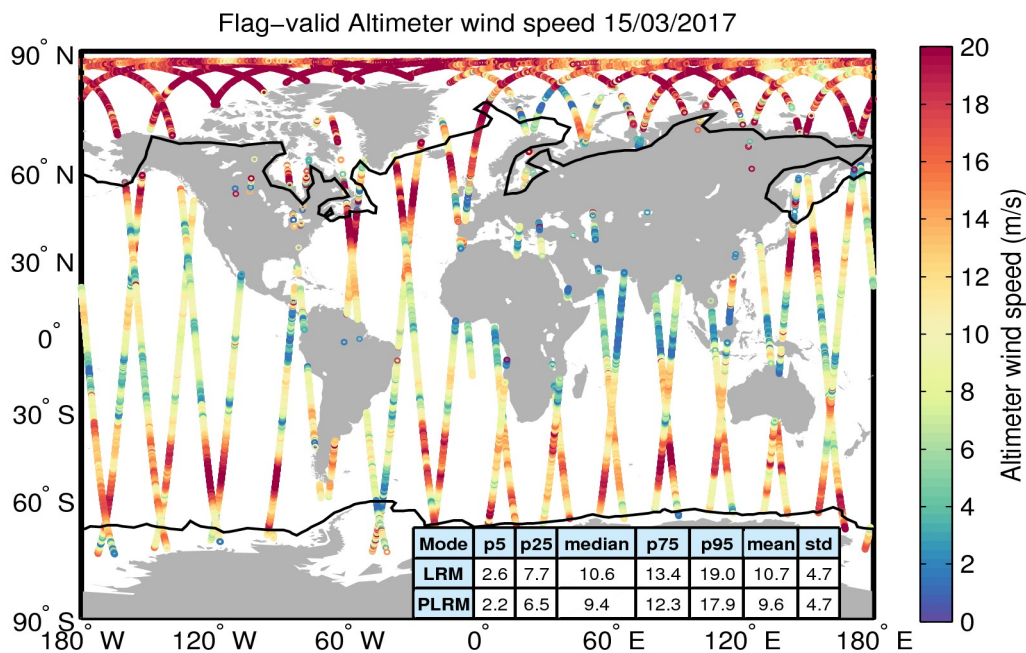 Flag−valid Altimeter wind speed 15/03/2017
90° N
60° N
30° N
0°
30° S
60° S
90° S
180° W
120° W
60° W
0°
60° E
120° E
180° E
Mode p5 p25 median p75 p95 mean std
LRM 2.6 7.7 10.6 13.4 19.0 10.7 4.7
PLRM 2.2 6.5 9.4 12.3 17.9 9.6 4.7
20
18
16
14
12
10
8
6
4
2
0
Altimeter wind speed (m/s)